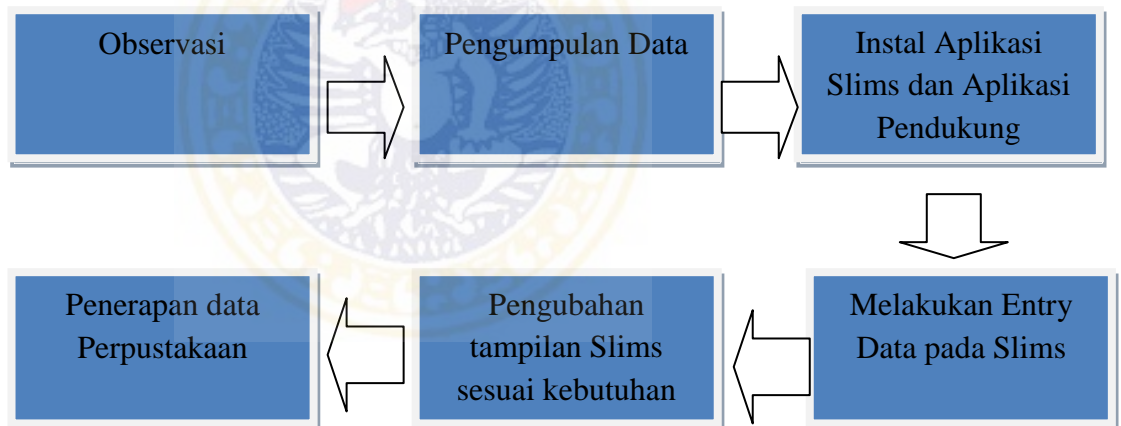 Observasi
Pengumpulan Data
Instal Aplikasi
Slims dan Aplikasi
Pendukung
Melakukan Entry
Data pada Slims
Pengubahan
tampilan Slims
sesuai kebutuhan
Penerapan data
Perpustakaan